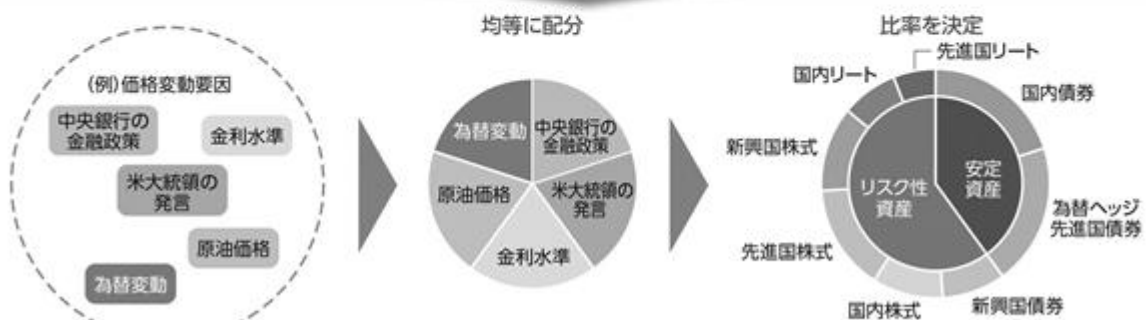 (例)価格変動要因
中央銀行の
金融政策
金利水準
米大統領の
発言
原油価格
為替変動
均等に配分
為替変動
中央銀行の
金融政策
原油価格
米大統領の
発言
金利水準
比率を決定
先進国リート
国内リート
国内債券
新興国株式
リスク性
資産
安定
資産
為替ヘッジ
先進国債券
先進国株式
国内株式
新興国債券